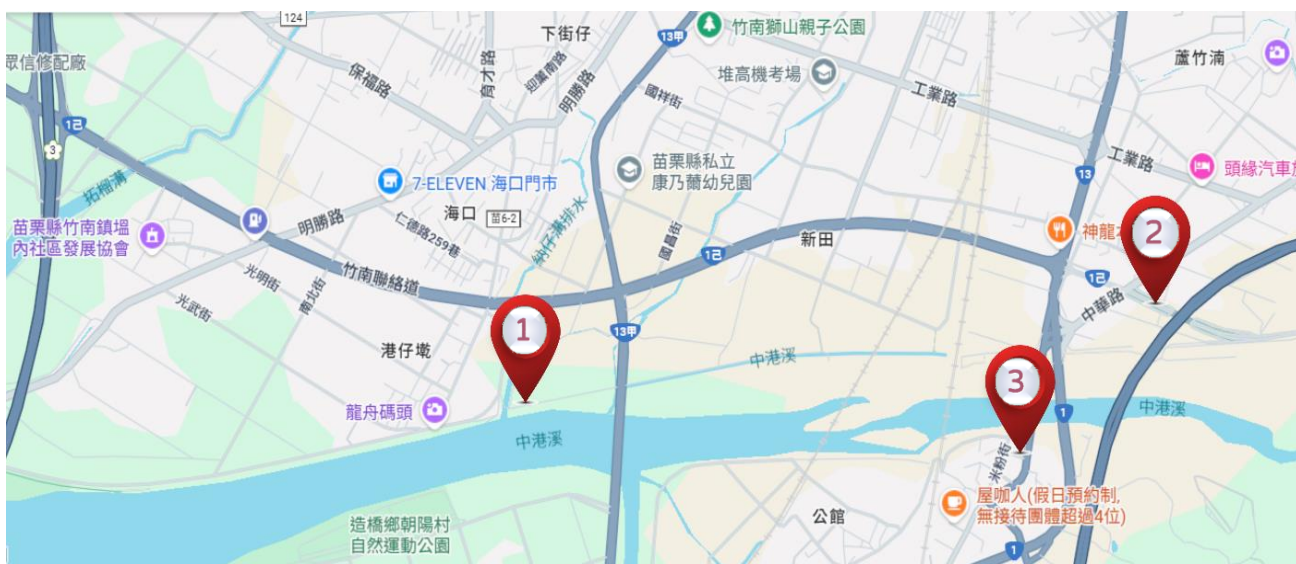 124
下街仔
13甲
竹南獅山親子公園
蘆竹湳
眾信修配廠
保福路
育才路
迎薰南路
明勝路
國祥街
堆高機考場
工業路
1己
3
拓棚溝
7-ELEVEN 海口門市
苗栗縣私立
康乃薾幼兒園
13
工業路
頭緣汽車旅
海口
苗6-2
苗栗縣竹南鎮塭
內社區發展協會
明勝路
仁德路259巷
國昌街
1己
新田
神龍
2
光明街
竹南聯絡道
南北街
1己
中華路
光武街
1
13甲
港仔墘
中港溪
3
龍舟碼頭
中港溪
1
中港溪
米粉街
屋咖人(假日預約制,
無接待團體超過4位)
造橋鄉朝陽村
自然運動公園
公館
1